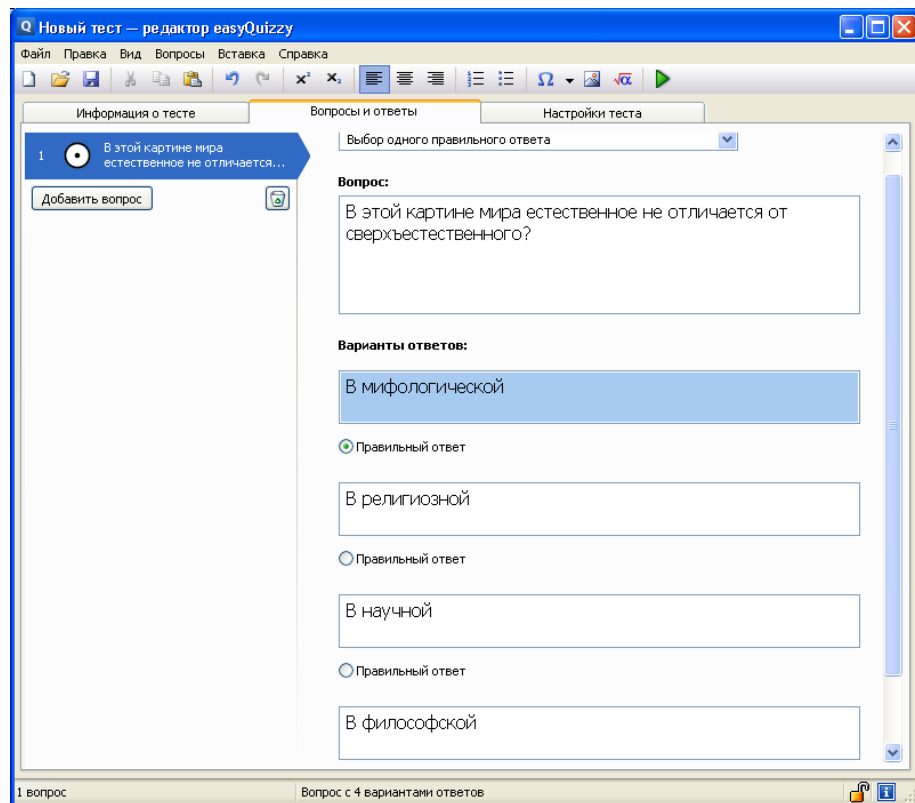 Новый тест — редактор easyQuizzy
Файл Правка Вид Вопросы Вставка Справка
Информация о тесте Вопросы и ответы Настройки теста
1 В этой картине мира
естественное не отличается...
Добавить вопрос
Выбор одного правильного ответа
Вопрос:
В этой картине мира естественное не отличается от
сверхъестественного?
Варианты ответов:
В мифологической
Правильный ответ
В религиозной
Правильный ответ
В научной
Правильный ответ
В философской
1 вопрос Вопрос с 4 вариантами ответов